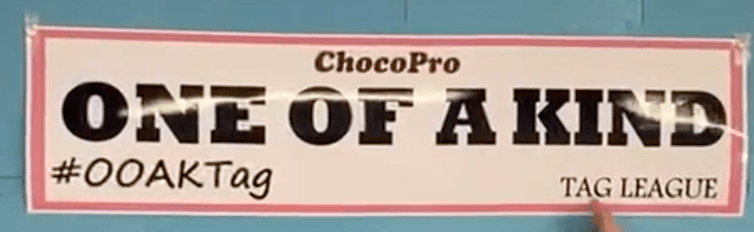 ChocoPro
ONE OF A KIND
#OOAKTag
TAG LEAGUE